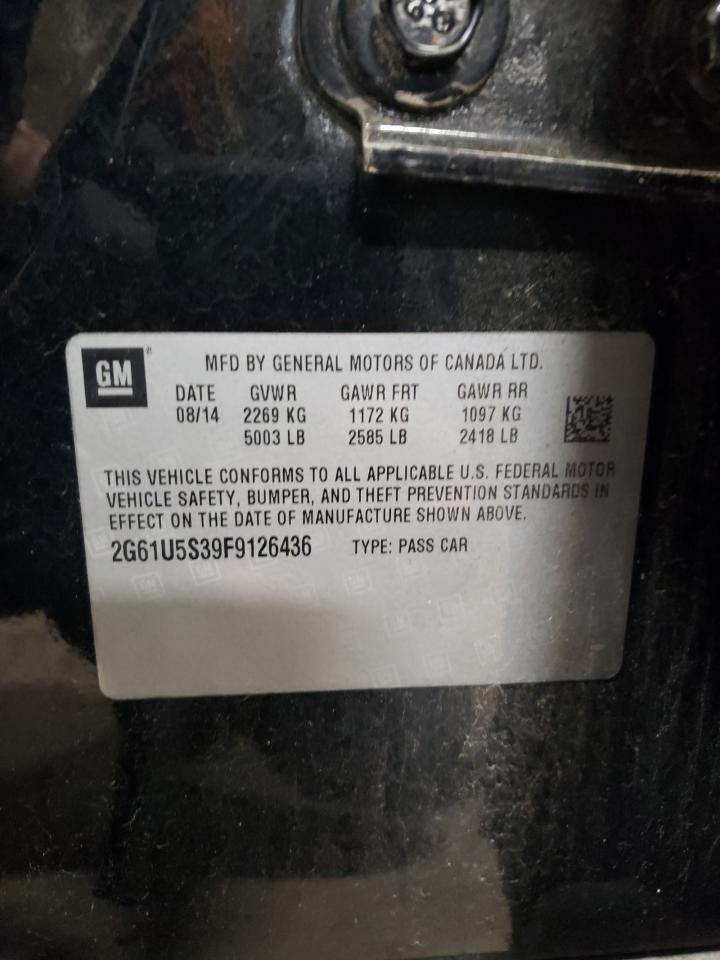 GM
MFD BY GENERAL MOTORS OF CANADA LTD.
DATE GVWR GAWR FRT GAWR RR
08/14 2269 KG 1172 KG 1097 KG
5003 LB 2585 LB 2418 LB
THIS VEHICLE CONFORMS TO ALL APPLICABLE U.S. FEDERAL MOTOR
VEHICLE SAFETY, BUMPER, AND THEFT PREVENTION STANDARDS IN
EFFECT ON THE DATE OF MANUFACTURE SHOWN ABOVE.
2G61U5S39F9126436 TYPE: PASS CAR